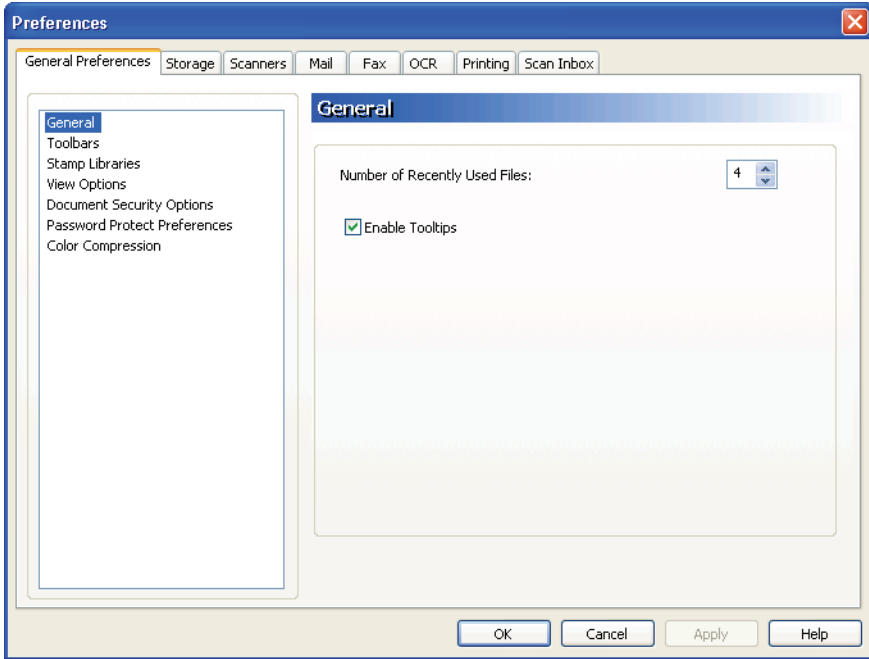 Preferences
General Preferences Storage Scanners Mail Fax OCR Printing Scan Inbox
General
Toolbars
Stamp Libraries
View Options
Document Security Options
Password Protect Preferences
Color Compression
General
Number of Recently Used Files: 4
Enable Tooltips
OK Cancel Apply Help